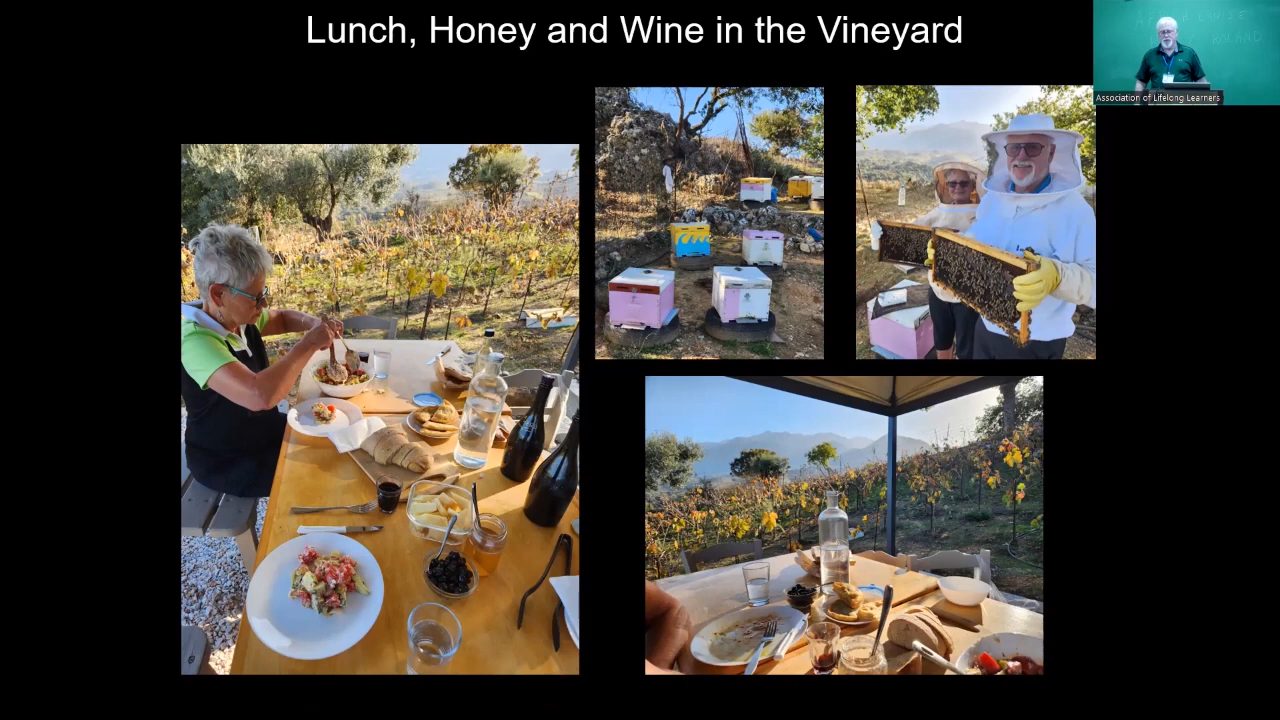 Lunch, Honey and Wine in the Vineyard
Association of Lifelong Learners